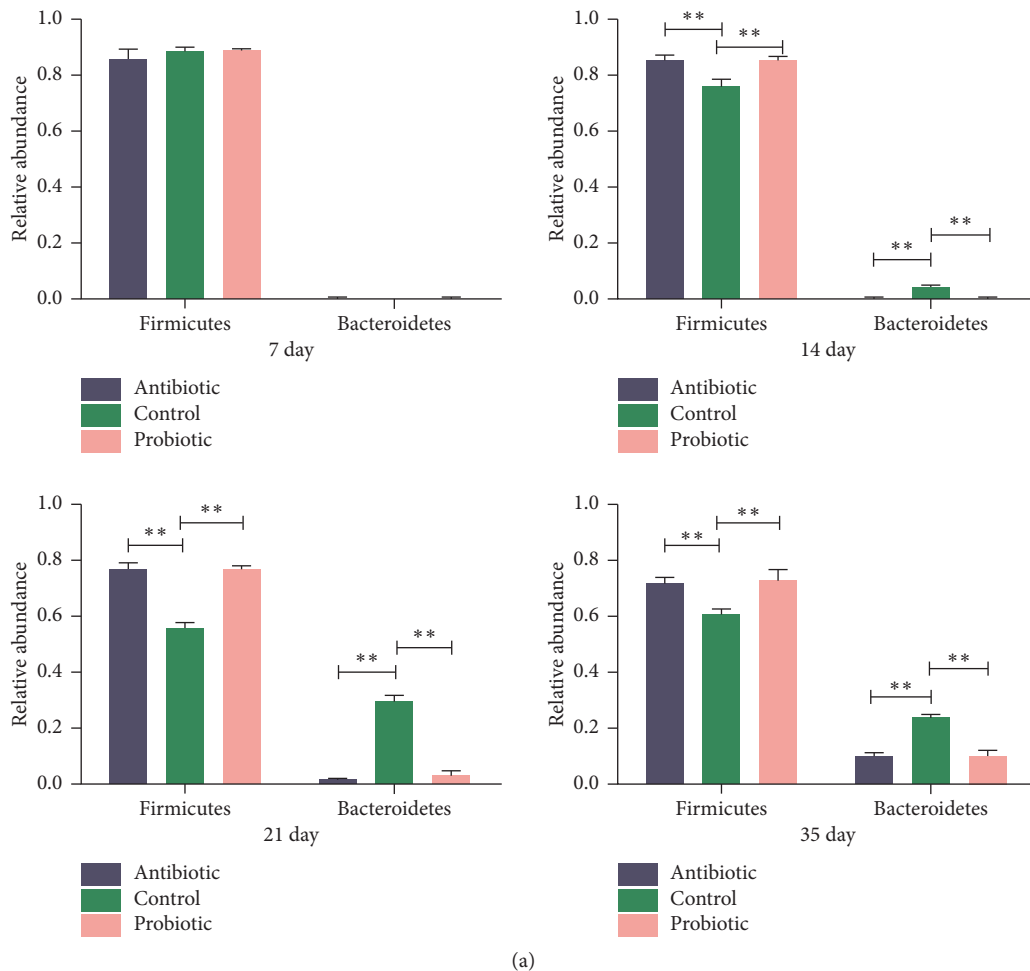 1.0
0.8
0.6
0.4
0.2
0.0
Relative abundance
Firmicutes Bacteroidetes
7 day
Antibiotic
Control
Probiotic
1.0
0.8
0.6
0.4
0.2
0.0
Relative abundance
** **
** **
Firmicutes Bacteroidetes
14 day
Antibiotic
Control
Probiotic
1.0
0.8
0.6
0.4
0.2
0.0
Relative abundance
** **
** **
Firmicutes Bacteroidetes
21 day
Antibiotic
Control
Probiotic
1.0
0.8
0.6
0.4
0.2
0.0
Relative abundance
** **
** **
Firmicutes Bacteroidetes
35 day
Antibiotic
Control
Probiotic
(a)